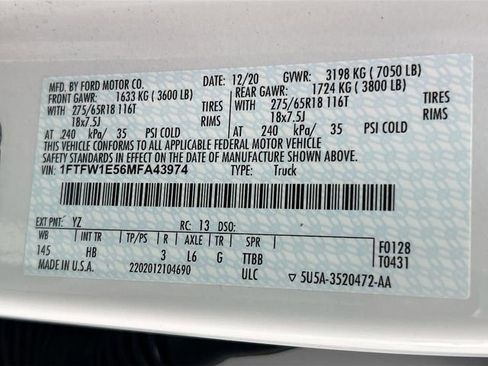 MFD. BY FORD MOTOR CO. DATE: 12/20 GVWR: 3198 KG ( 7050 LB)
FRONT GAWR: 1633 KG ( 3600 LB) REAR GAWR: 1724 KG ( 3800 LB)
WITH 275/65R18 116T TIRES WITH 275/65R18 116T TIRES
18x7.5J RIMS 18x7.5J RIMS
AT 240 kPa/ 35 PSI COLD AT 240 kPa/ 35 PSI COLD
THIS VEHICLE CONFORMS TO ALL APPLICABLE FEDERAL MOTOR VEHICLE
SAFETY STANDARDS IN EFFECT ON THE DATE OF MANUFACTURE SHOWN ABOVE.
VIN: 1FTFW1E56MFA43974 TYPE: Truck
EXT PNT: YZ RC: 13 DSO:
WB INT TR TP/PS R AXLE TR SPR F0128
145 HB 3 L6 G TTBB T0431
MADE IN U.S.A. 2202012104690 ULC 5U5A-3520472-AA